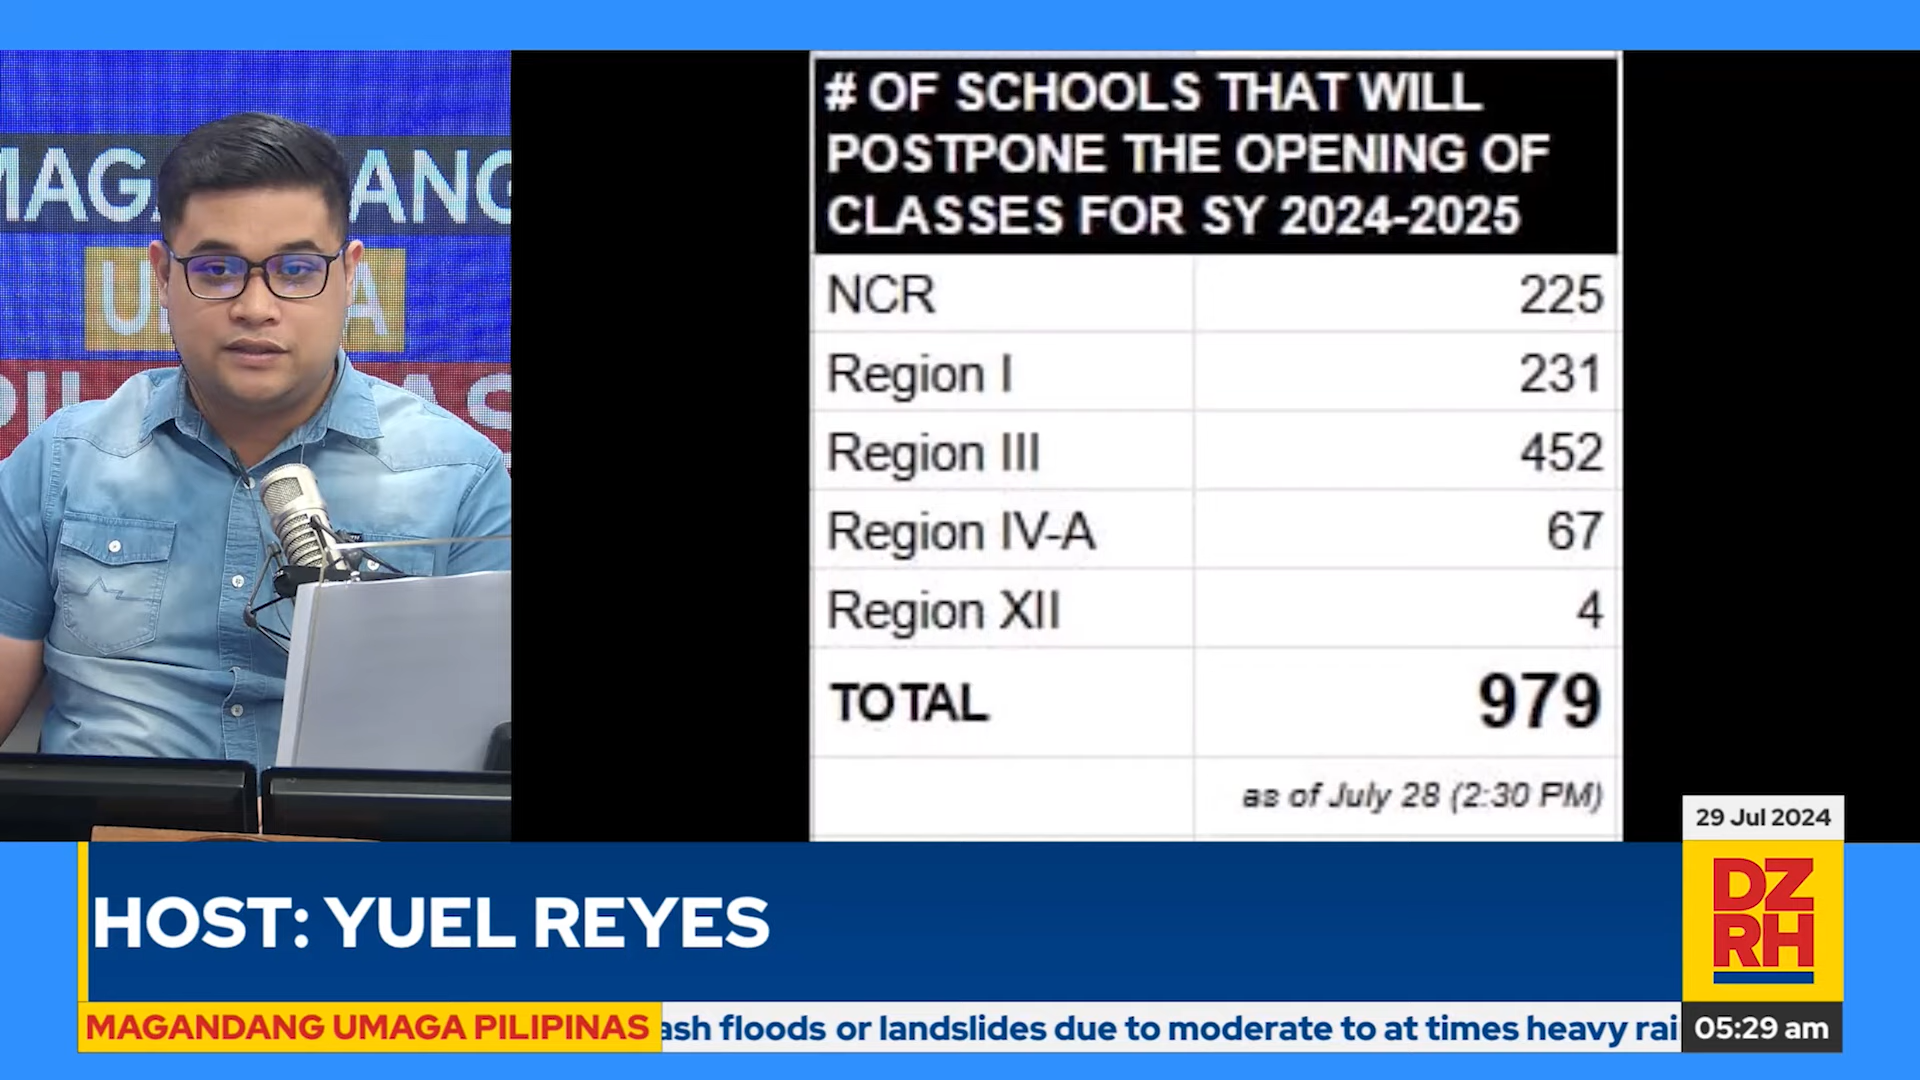 # OF SCHOOLS THAT WILL
POSTPONE THE OPENING OF
CLASSES FOR SY 2024-2025
NCR 225
Region I 231
Region III 452
Region IV-A 67
Region XII 4
TOTAL 979
as of July 28 (2:30 PM)
29 Jul 2024
DZ
RH
HOST: YUEL REYES
MAGANDANG UMAGA PILIPINAS
floods or landslides due to moderate to at times heavy
05:29 am